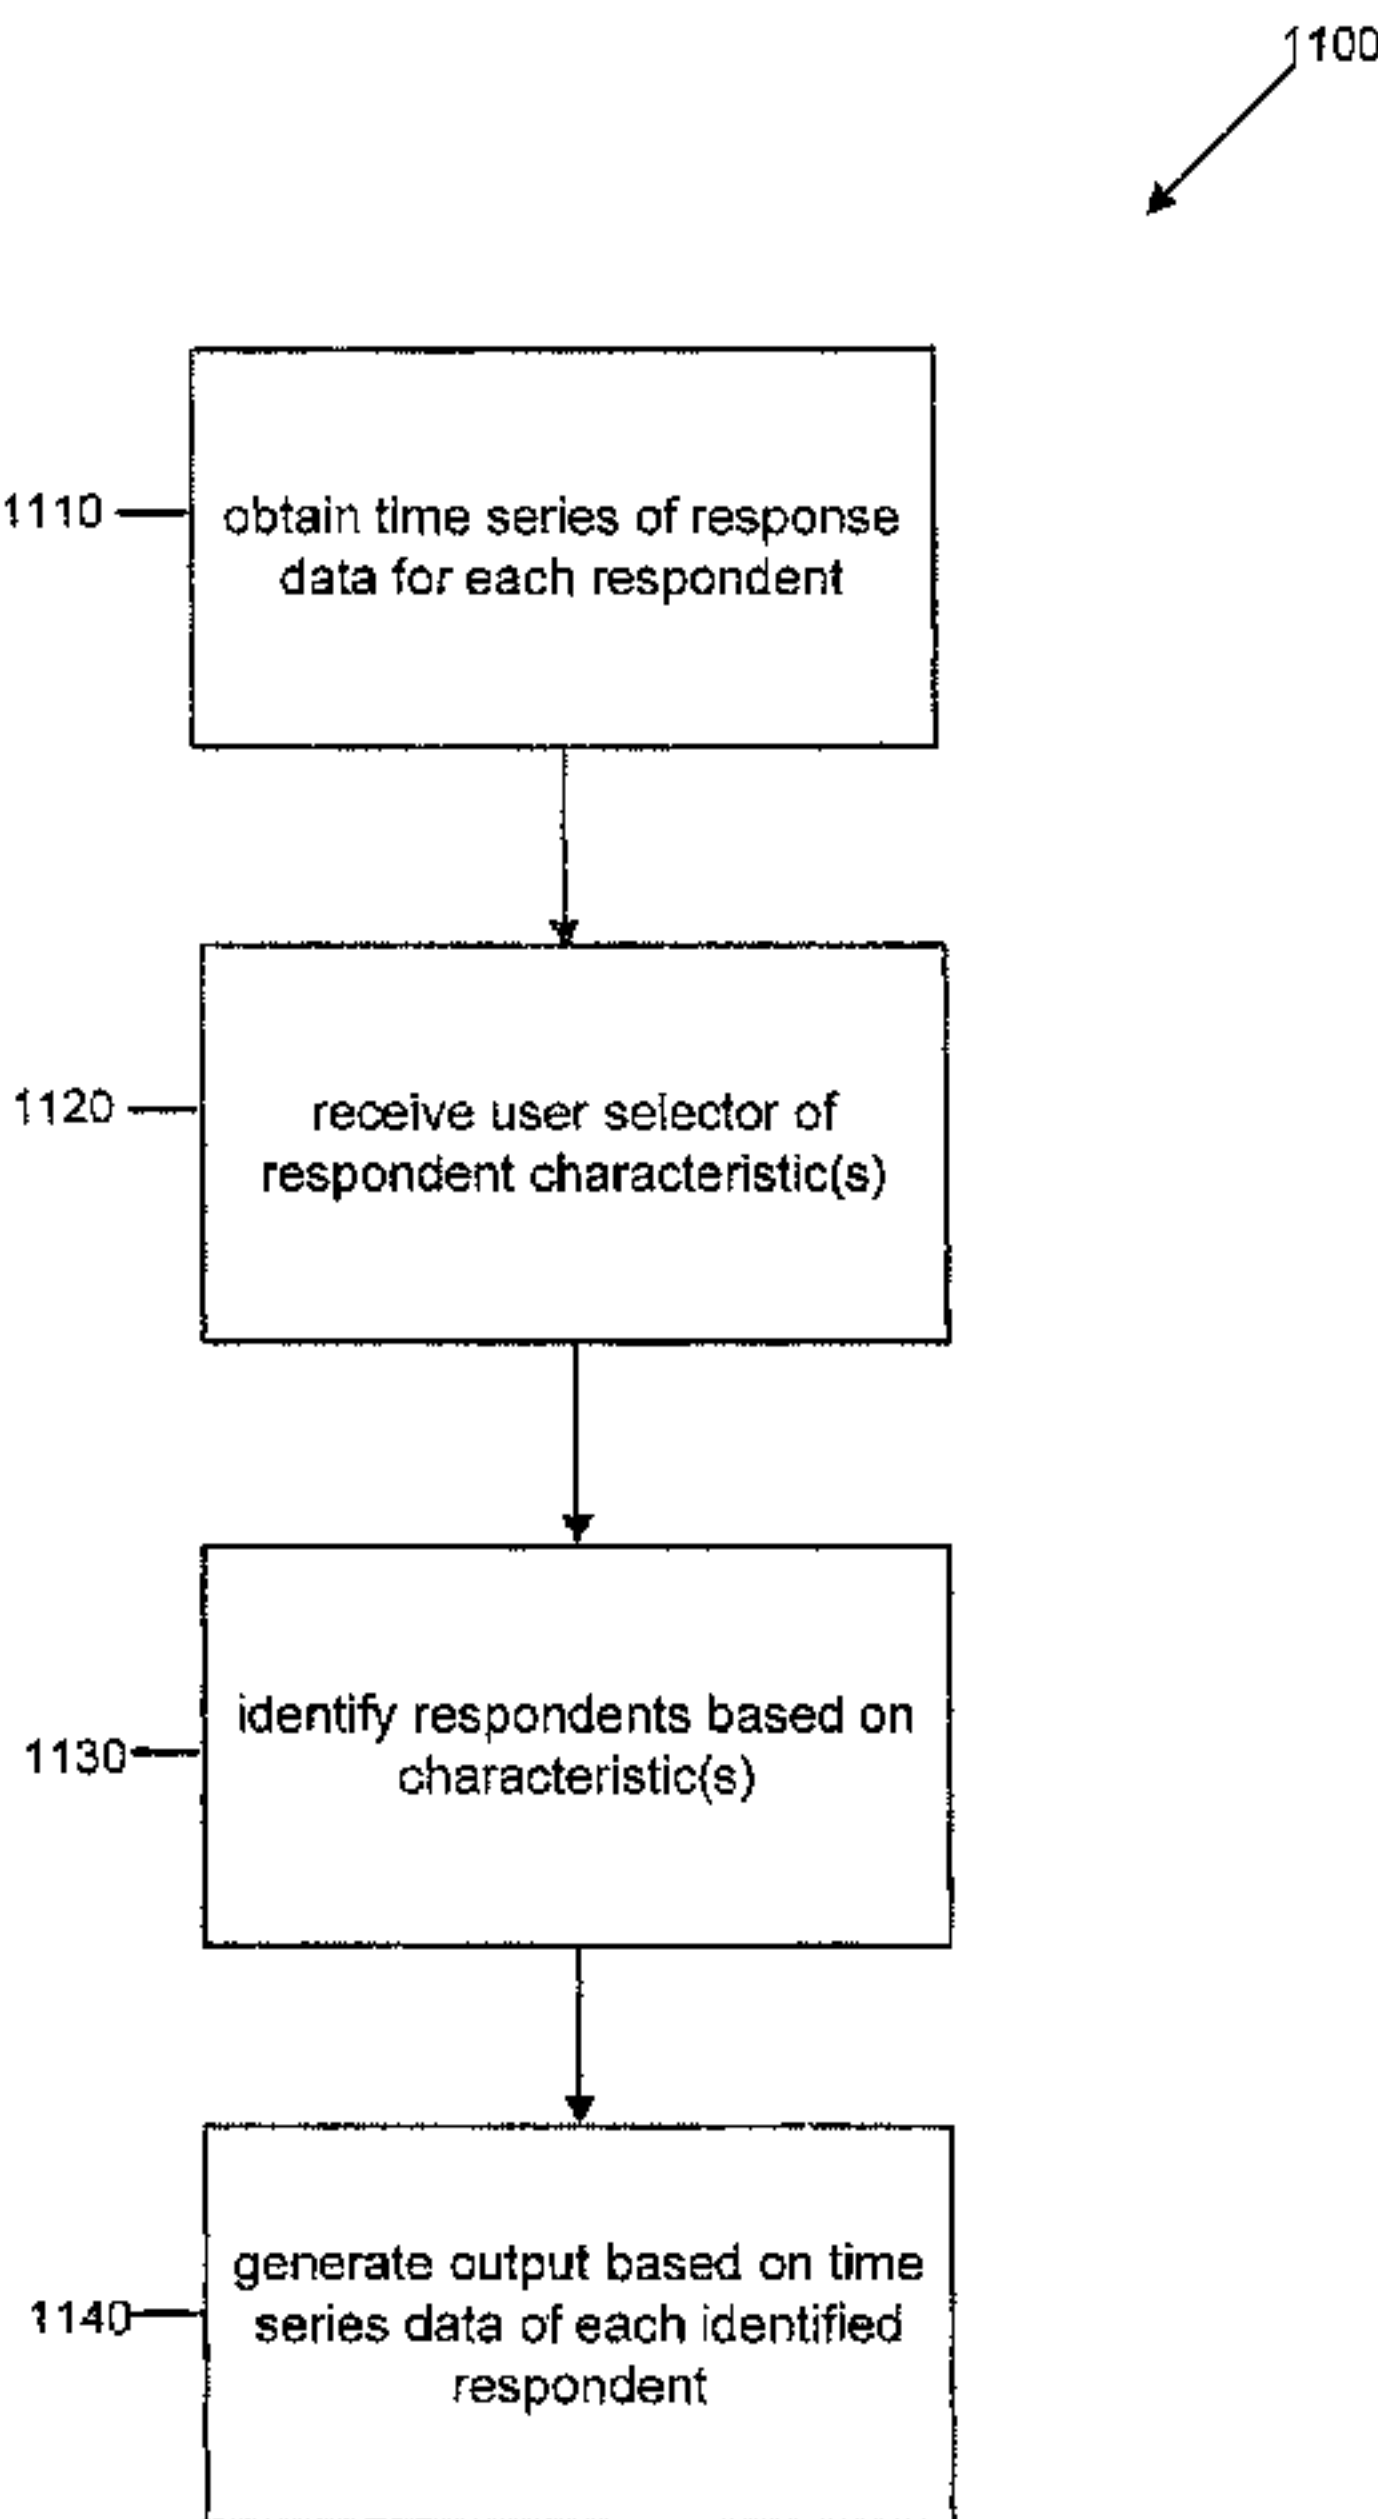 1100
1110
obtain time series of response
data for each respondent
1120
receive user selector of
respondent characteristic(s)
1130
identify respondents based on
characteristic(s)
1140
generate output based on time
series data of each identified
respondent